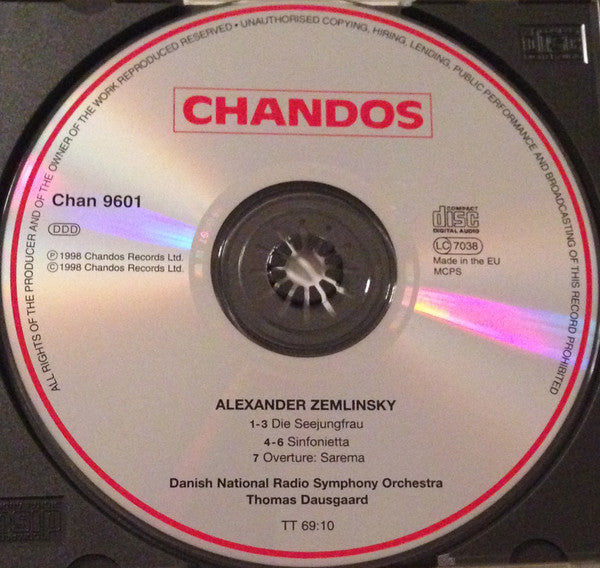 ALL RIGHTS OF THE PRODUCER AND OF THE OWNER OF THE WORK REPRODUCED RESERVED • UNAUTHORISED COPYING, HIRING, LENDING, PUBLIC PERFORMANCE AND BROADCASTING OF THIS RECORD PROHIBITED
CHANDOS
Chan 9601
DDD
℗ 1998 Chandos Records Ltd.
© 1998 Chandos Records Ltd.
COMPACT
disc
DIGITAL AUDIO
LC 7038
Made in the EU
MCPS
ALEXANDER ZEMLINSKY
1-3 Die Seejungfrau
4-6 Sinfonietta
7 Overture: Sarema
Danish National Radio Symphony Orchestra
Thomas Dausgaard
TT 69:10